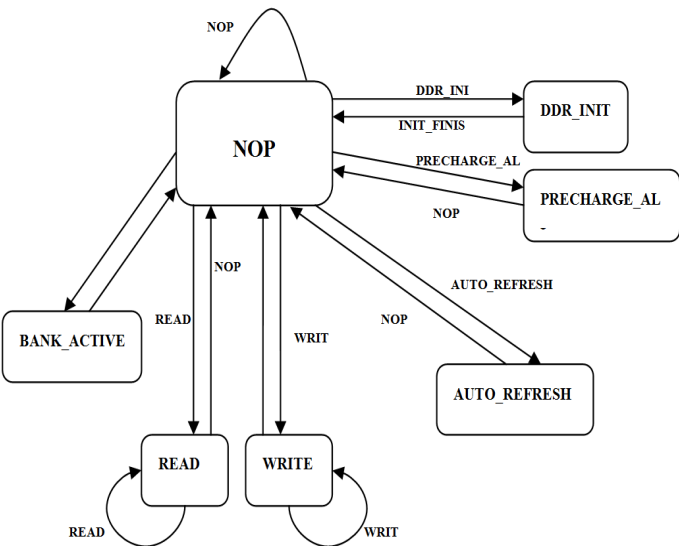 NOP
DDR_INI
DDR_INIT
INIT_FINIS
NOP
PRECHARGE_AL
PRECHARGE_AL
-
NOP
NOP
AUTO_REFRESH
READ
NOP
WRIT
BANK_ACTIVE
AUTO_REFRESH
READ
WRITE
READ
WRIT